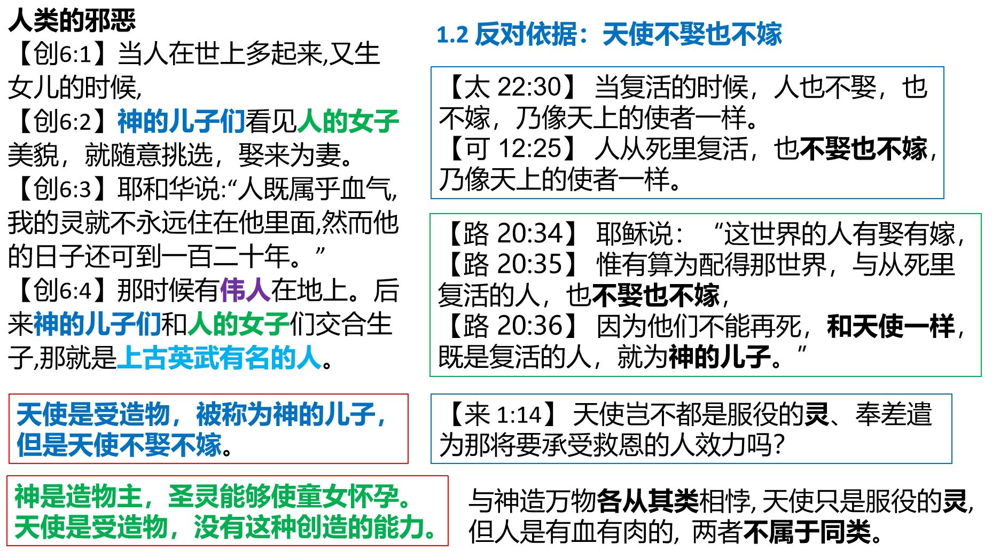 人类的邪恶
【创6:1】当人在世上多起来,又生
女儿的时候,
【创6:2】神的儿子们看见人的女子
美貌，就随意挑选，娶来为妻。
【创6:3】耶和华说:“人既属乎血气,
我的灵就不永远住在他里面,然而他
的日子还可到一百二十年。”
【创6:4】那时候有伟人在地上。后
来神的儿子们和人的女子们交合生
子,那就是上古英武有名的人。
天使是受造物，被称为神的儿子，
但是天使不娶不嫁。
神是造物主，圣灵能够使童女怀孕。
天使是受造物，没有这种创造的能力。
1.2 反对依据：天使不娶也不嫁
【太 22:30】 当复活的时候，人也不娶，也
不嫁，乃像天上的使者一样。
【可 12:25】 人从死里复活，也不娶也不嫁，
乃像天上的使者一样。
【路 20:34】 耶稣说：“这世界的人有娶有嫁，
【路 20:35】 惟有算为配得那世界，与从死里
复活的人，也不娶也不嫁，
【路 20:36】 因为他们不能再死，和天使一样，
既是复活的人，就为神的儿子。”
【来 1:14】 天使岂不都是服役的灵、奉差遣
为那将要承受救恩的人效力吗？
与神造万物各从其类相悖, 天使只是服役的灵,
但人是有血有肉的, 两者不属于同类。